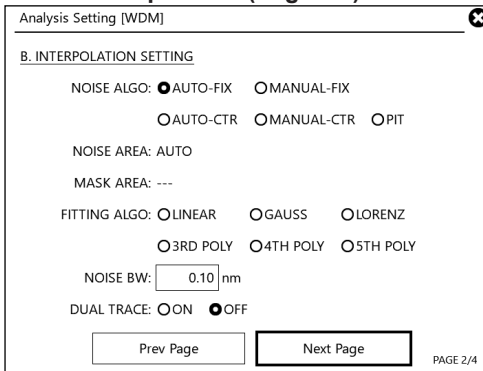 Analysis Setting [WDM]
B. INTERPOLATION SETTING
NOISE ALGO: AUTO-FIX MANUAL-FIX
AUTO-CTR MANUAL-CTR PIT
NOISE AREA: AUTO
MASK AREA: ---
FITTING ALGO: LINEAR GAUSS LORENZ
3RD POLY 4TH POLY 5TH POLY
NOISE BW: 0.10 nm
DUAL TRACE: ON OFF
Prev Page Next Page
PAGE 2/4